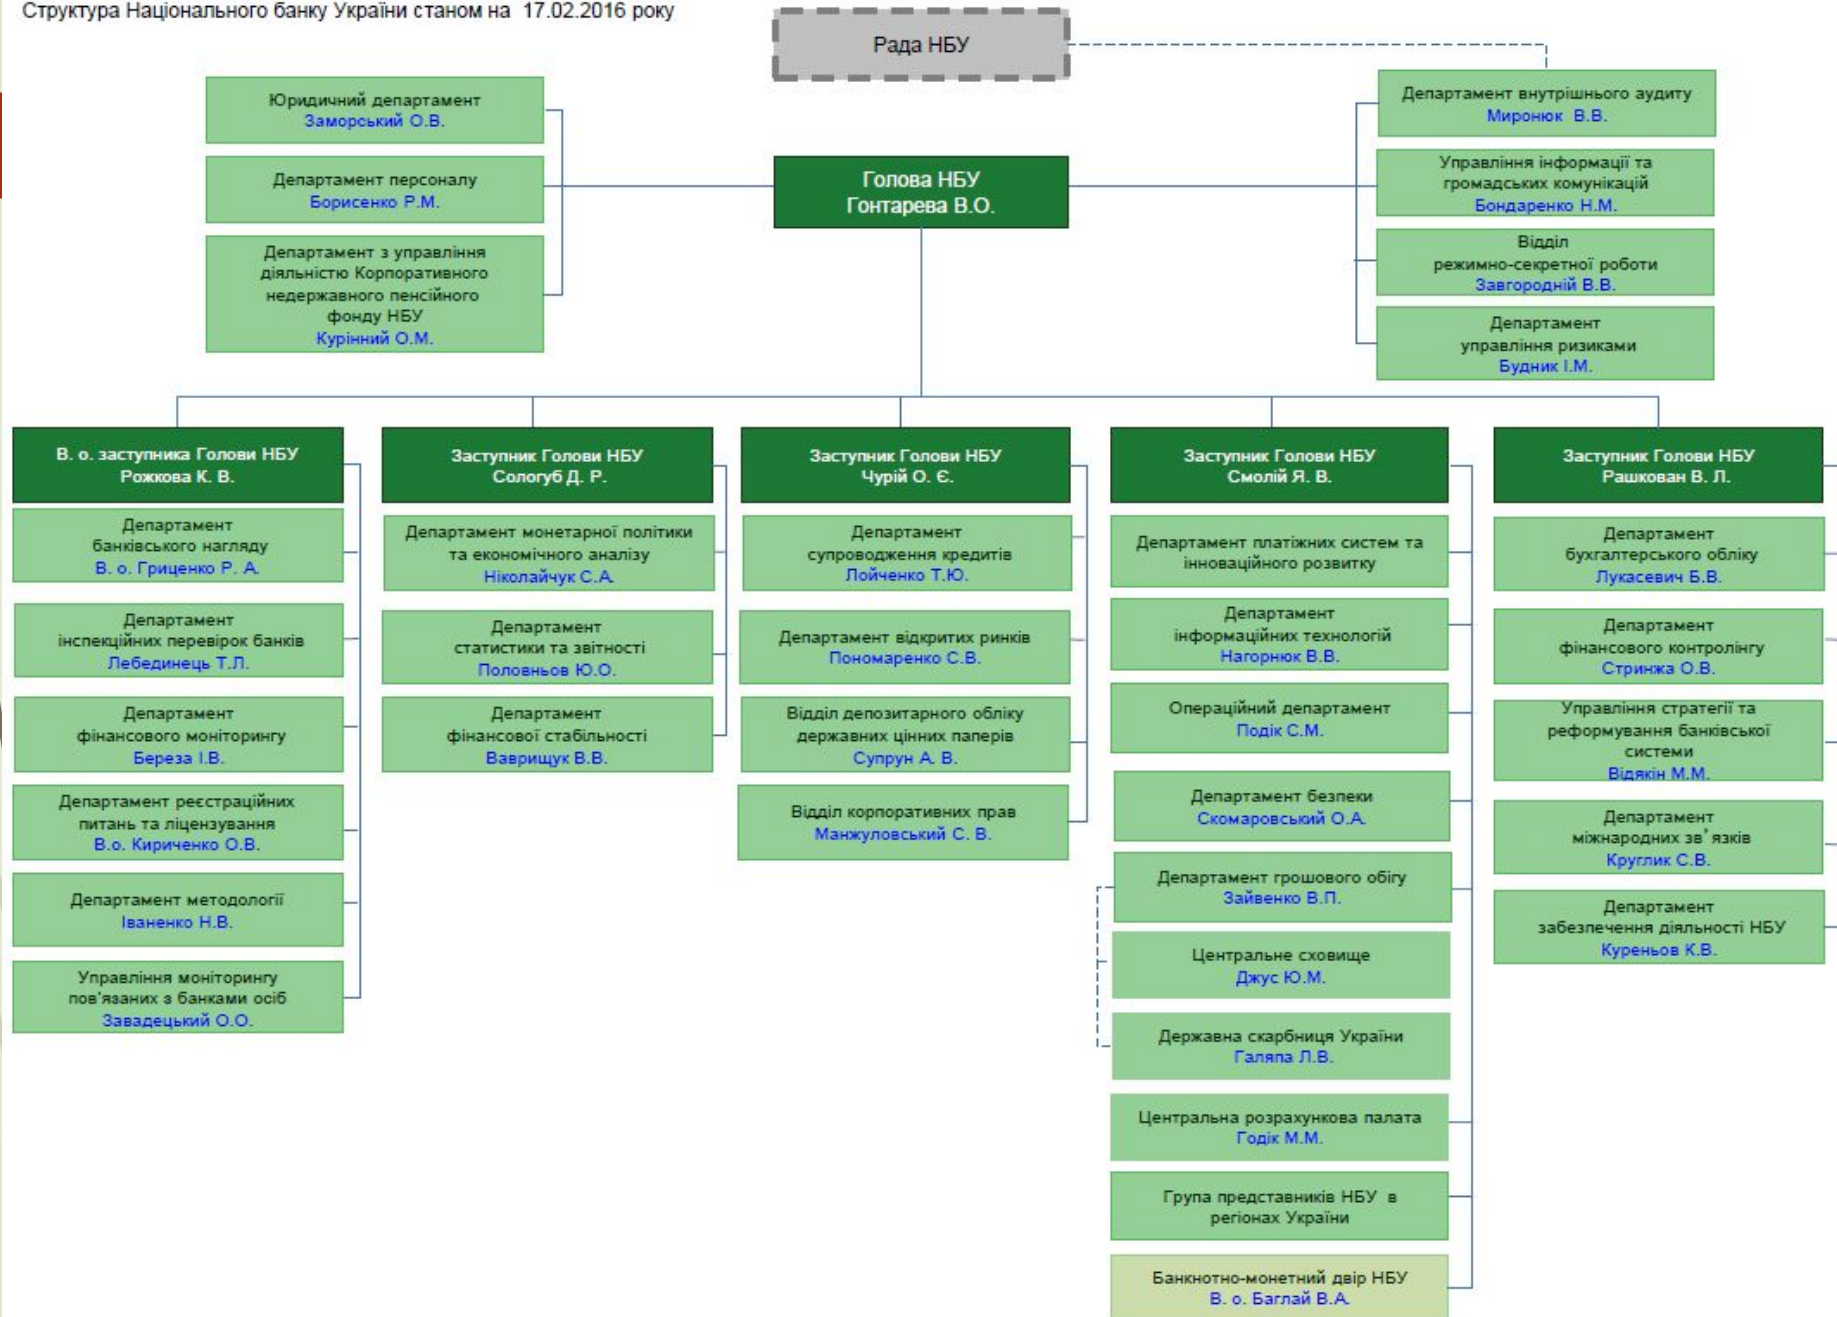 Структура Національного банку України станом на 17.02.2016 року
Рада НБУ
Юридичний департамент
Заморський О.В.
Департамент персоналу
Борисенко Р.М.
Департамент з управління
діяльністю Корпоративного
недержавного пенсійного
фонду НБУ
Курінний О.М.
Голова НБУ
Гонтарева В.О.
Департамент внутрішнього аудиту
Миронюк В.В.
Управління інформації та
громадських комунікацій
Бондаренко Н.М.
Відділ
режимно-секретної роботи
Завгородній В.В.
Департамент
управління ризиками
Будник І.М.
В. о. заступника Голови НБУ
Рожкова К. В.
Департамент
банківського нагляду
В. о. Гриценко Р. А.
Департамент
інспекційних перевірок банків
Лебединець Т.Л.
Департамент
фінансового моніторингу
Береза І.В.
Департамент реєстраційних
питань та ліцензування
В.о. Кириченко О.В.
Департамент методології
Іваненко Н.В.
Управління моніторингу
пов'язаних з банками осіб
Завадецький О.О.
Заступник Голови НБУ
Сологуб Д. Р.
Департамент монетарної політики
та економічного аналізу
Ніколайчук С.А.
Департамент
статистики та звітності
Половньов Ю.О.
Департамент
фінансової стабільності
Ваврищук В.В.
Заступник Голови НБУ
Чурій О. Є.
Департамент
супроводження кредитів
Лойченко Т.Ю.
Департамент відкритих ринків
Пономаренко С.В.
Відділ депозитарного обліку
державних цінних паперів
Супрун А. В.
Відділ корпоративних прав
Манжуловський С. В.
Заступник Голови НБУ
Смолій Я. В.
Департамент платіжних систем та
інноваційного розвитку
Департамент
інформаційних технологій
Нагорнюк В.В.
Операційний департамент
Подік С.М.
Департамент безпеки
Скомаровський О.А.
Департамент грошового обігу
Зайвенко В.П.
Центральне сховище
Джус Ю.М.
Державна скарбниця України
Галяпа Л.В.
Центральна розрахункова палата
Годік М.М.
Група представників НБУ в
регіонах України
Банкнотно-монетний двір НБУ
В. о. Баглай В.А.
Заступник Голови НБУ
Рашкован В. Л.
Департамент
бухгалтерського обліку
Лукасевич Б.В.
Департамент
фінансового контролінгу
Стринжа О.В.
Управління стратегії та
реформування банківської
системи
Відякін М.М.
Департамент
міжнародних зв'язків
Круглик С.В.
Департамент
забезпечення діяльності НБУ
Куреньов К.В.